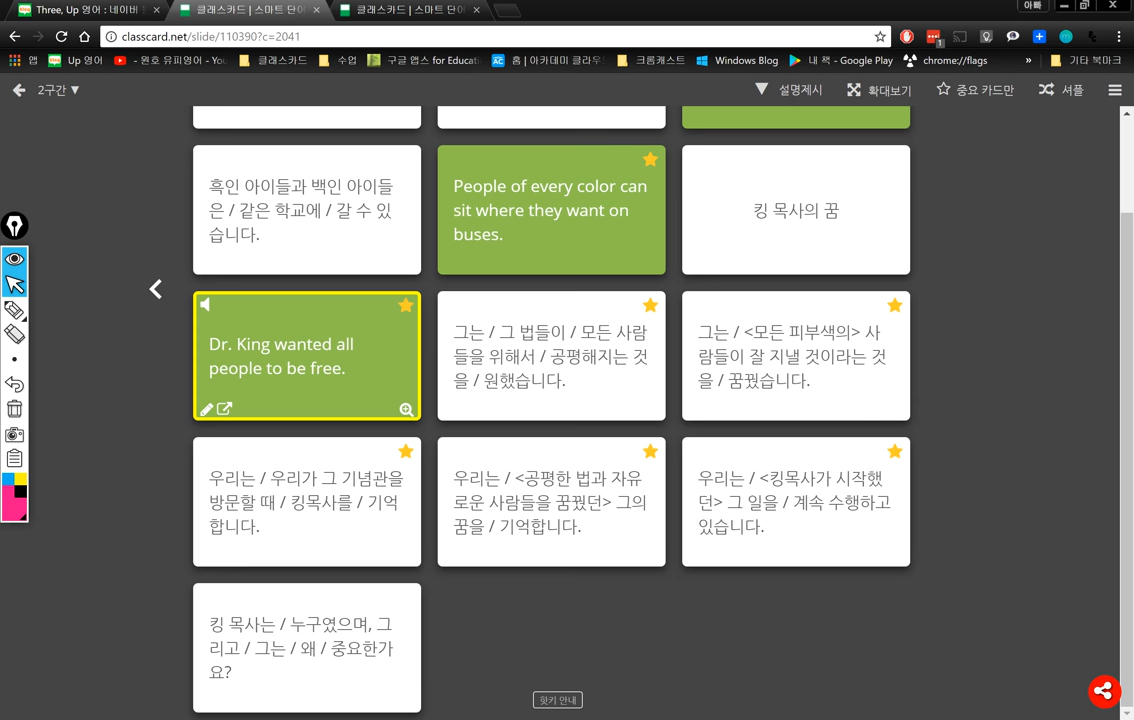 Three, Up 영어 : 네이버
클래스카드 | 스마트 단어
클래스카드 | 스마트 단어
아빠
classcard.net/slide/110390?c=2041
앱
Up 영어
- 원호 유피영어 - You
클래스카드
수업
구글 앱스 for Educati
홈 | 아카데미 클라우드
크롬캐스트
Windows Blog
내 책 - Google Play
chrome://flags
»
기타 북마크
2구간 ▼
▼ 설명제시
확대보기
중요 카드만
셔플
흑인 아이들과 백인 아이들
은 / 같은 학교에 / 갈 수 있
습니다.
People of every color can
sit where they want on
buses.
킹 목사의 꿈
Dr. King wanted all
people to be free.
그는 / 그 법들이 / 모든 사람
들을 위해서 / 공평해지는 것
을 / 원했습니다.
그는 / <모든 피부색의> 사
람들이 잘 지낼 것이라는 것
을 / 꿈꿨습니다.
우리는 / 우리가 그 기념관을
방문할 때 / 킹목사를 / 기억
합니다.
우리는 / <공평한 법과 자유
로운 사람들을 꿈꿨던> 그의
꿈을 / 기억합니다.
우리는 / <킹목사가 시작했
던> 그 일을 / 계속 수행하고
있습니다.
킹 목사는 / 누구였으며, 그
리고 / 그는 / 왜 / 중요한가
요?
핫키 안내